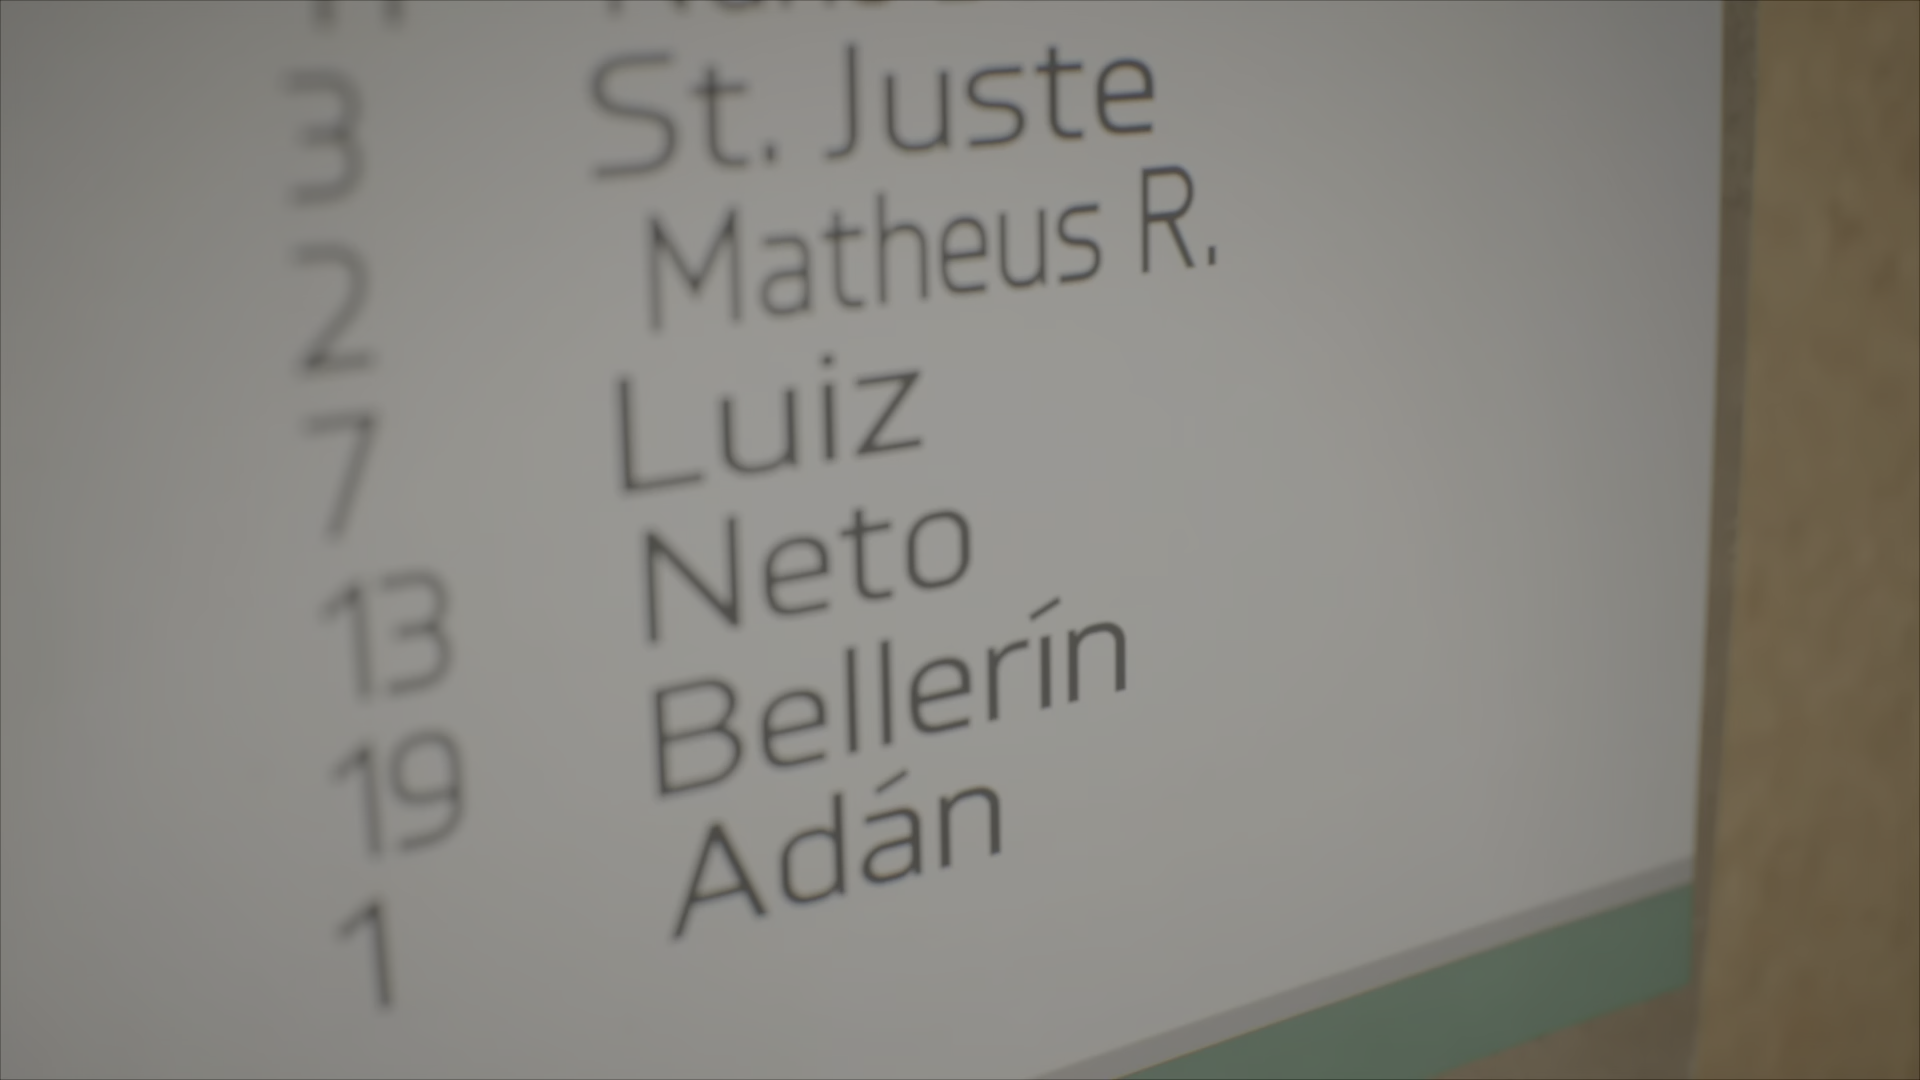 3 St. Juste
2 Matheus R.
7 Luiz
13 Neto
19 Bellerín
1 Adán